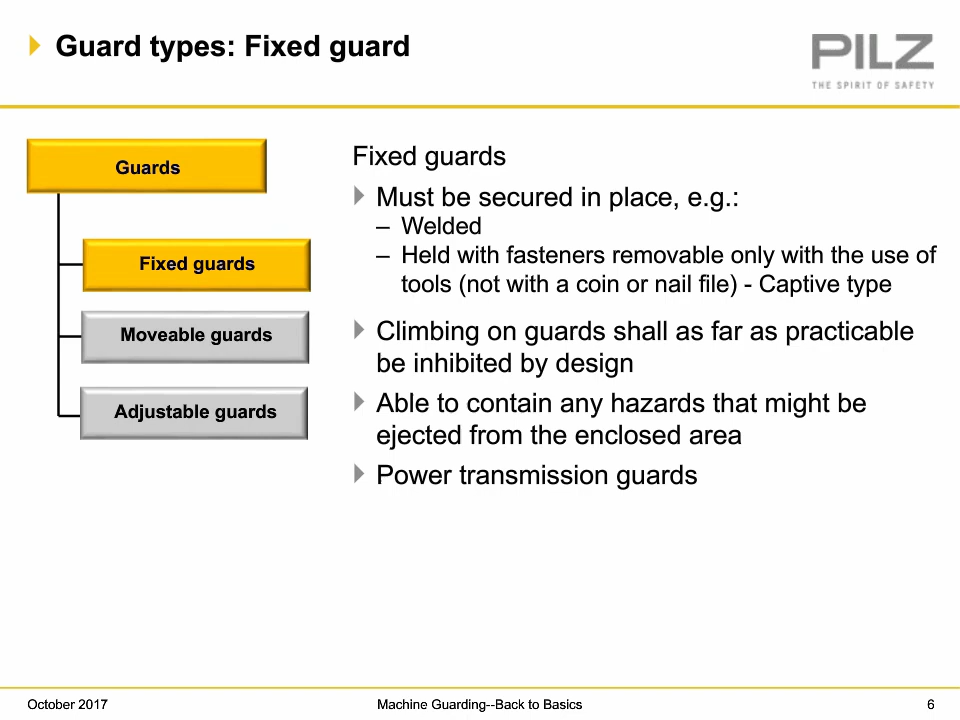 Guard types: Fixed guard
PILZ
THE SPIRIT OF SAFETY
Guards
Fixed guards
Moveable guards
Adjustable guards
Fixed guards
Must be secured in place, e.g.:
– Welded
– Held with fasteners removable only with the use of
tools (not with a coin or nail file) - Captive type
Climbing on guards shall as far as practicable
be inhibited by design
Able to contain any hazards that might be
ejected from the enclosed area
Power transmission guards
October 2017
Machine Guarding--Back to Basics
6